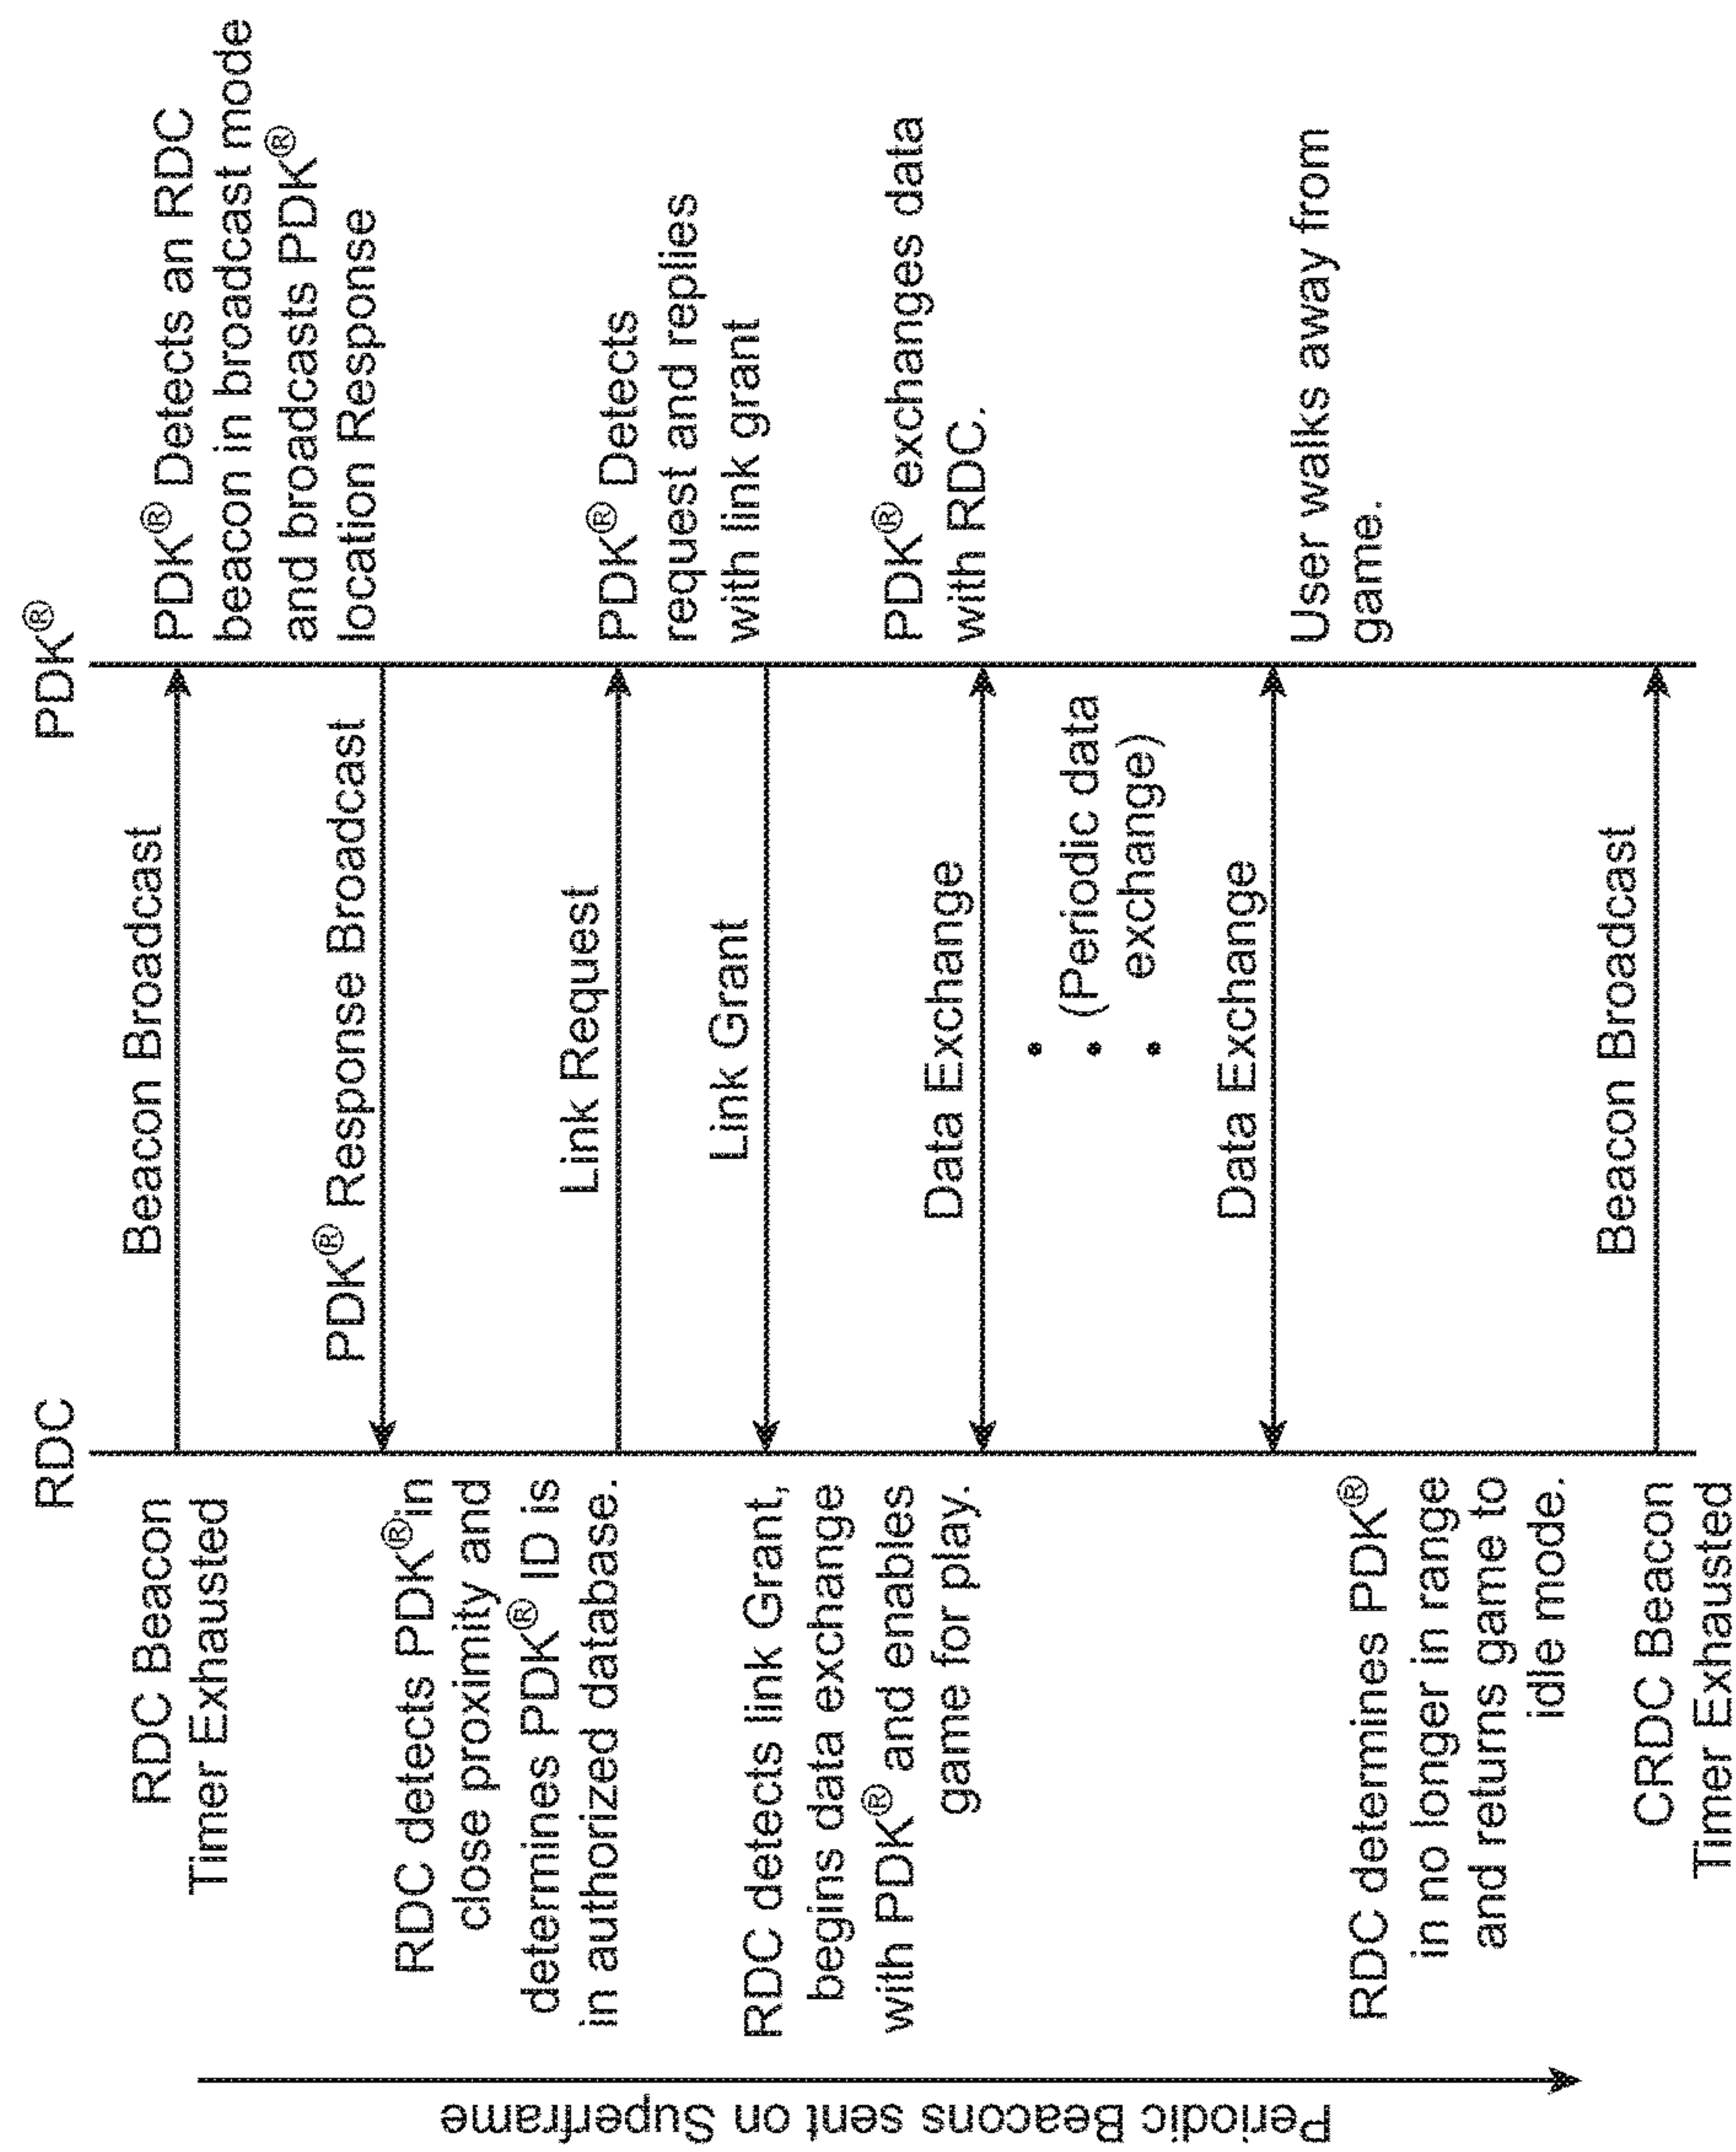 RDC
PDK®
RDC Beacon
Timer Exhausted
Beacon Broadcast
PDK® Detects an RDC
beacon in broadcast mode
and broadcasts PDK®
location Response
PDK® Response Broadcast
RDC detects PDK® in
close proximity and
determines PDK® ID is
in authorized database.
Link Request
PDK® Detects
request and replies
with link grant
Link Grant
RDC detects link Grant,
begins data exchange
with PDK® and enables
game for play.
Data Exchange
PDK® exchanges data
with RDC.
(Periodic data
exchange)
Data Exchange
User walks away from
game.
RDC determines PDK®
in no longer in range
and returns game to
idle mode.
CRDC Beacon
Timer Exhausted
Beacon Broadcast
Periodic Beacons sent on Superframe